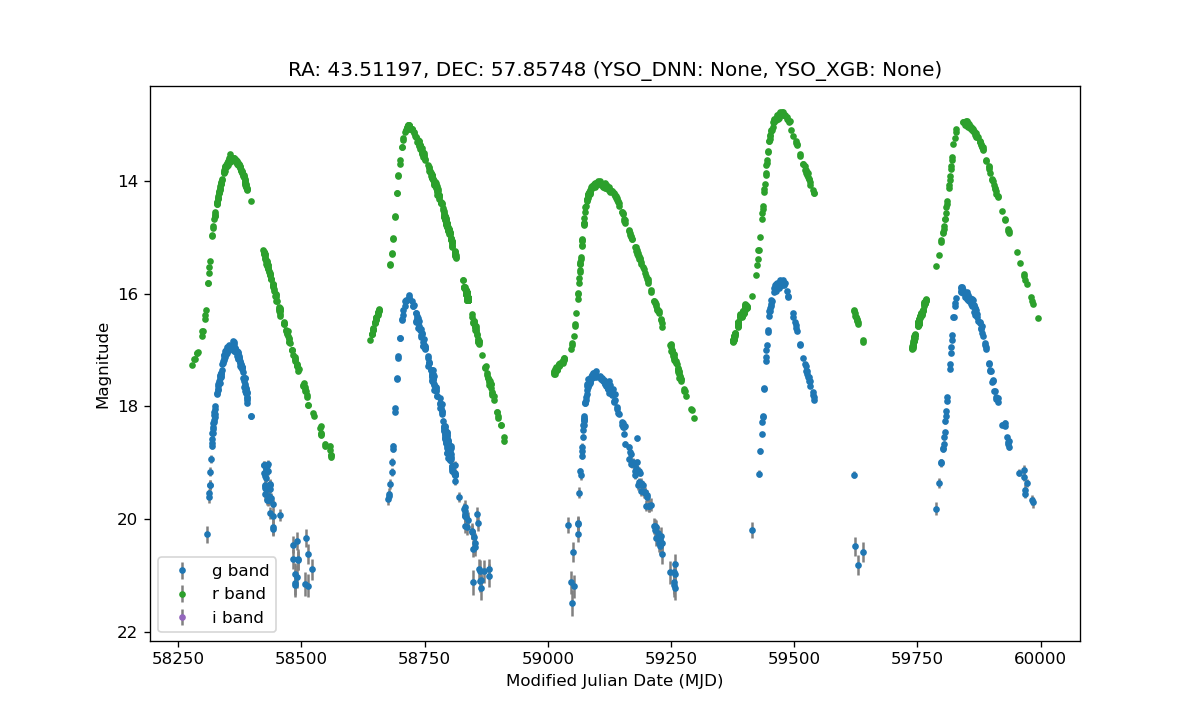 RA: 43.51197, DEC: 57.85748 (YSO_DNN: None, YSO_XGB: None)
14
16
18
20
22
Magnitude
g band
r band
i band
58250 58500 58750 59000 59250 59500 59750 60000
Modified Julian Date (MJD)